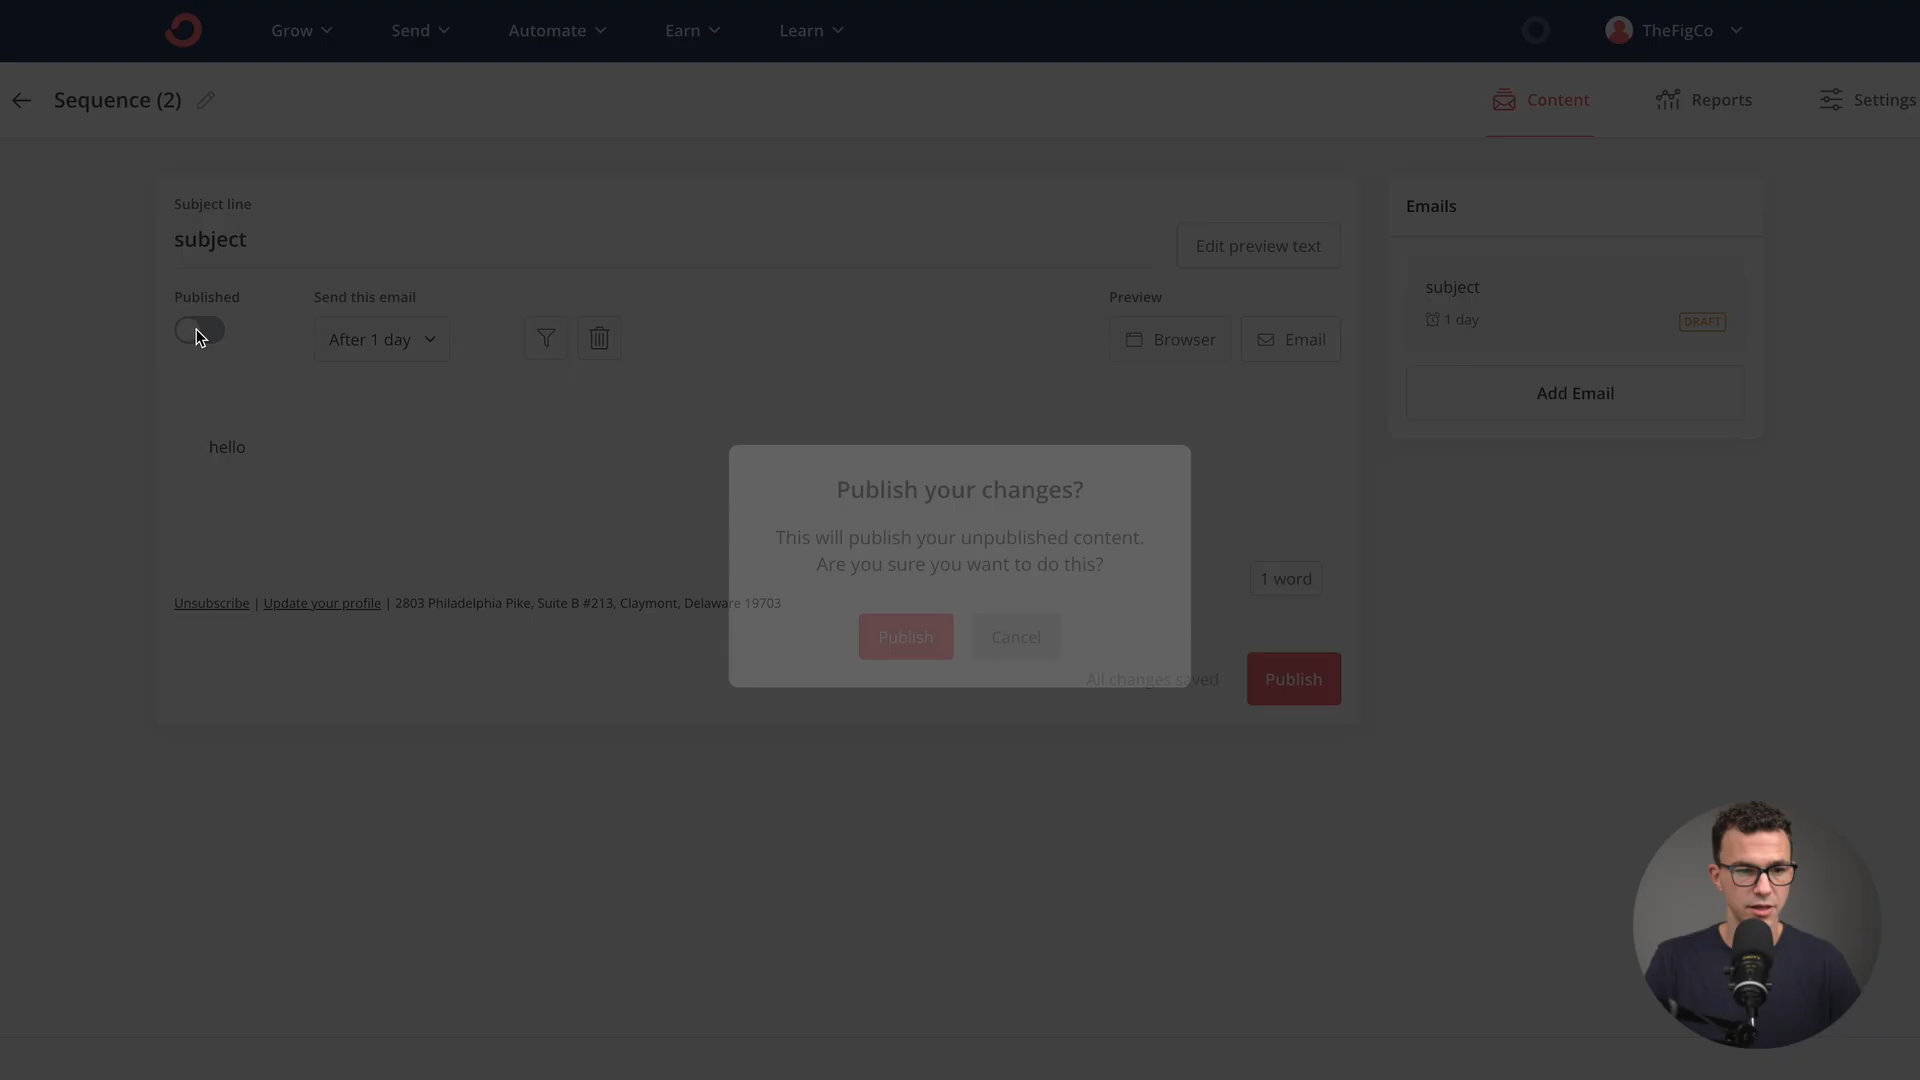 Grow Send Automate Earn Learn TheFigCo
Sequence (2) Content Reports Settings
Subject line
subject
Edit preview text
Published Send this email Preview
After 1 day Browser Email
hello
1 word
Unsubscribe | Update your profile | 2803 Philadelphia Pike, Suite B #213, Claymont, Delaware 19703
All changes saved Publish
Emails
subject
1 day DRAFT
Add Email
Publish your changes?
This will publish your unpublished content.
Are you sure you want to do this?
Publish Cancel